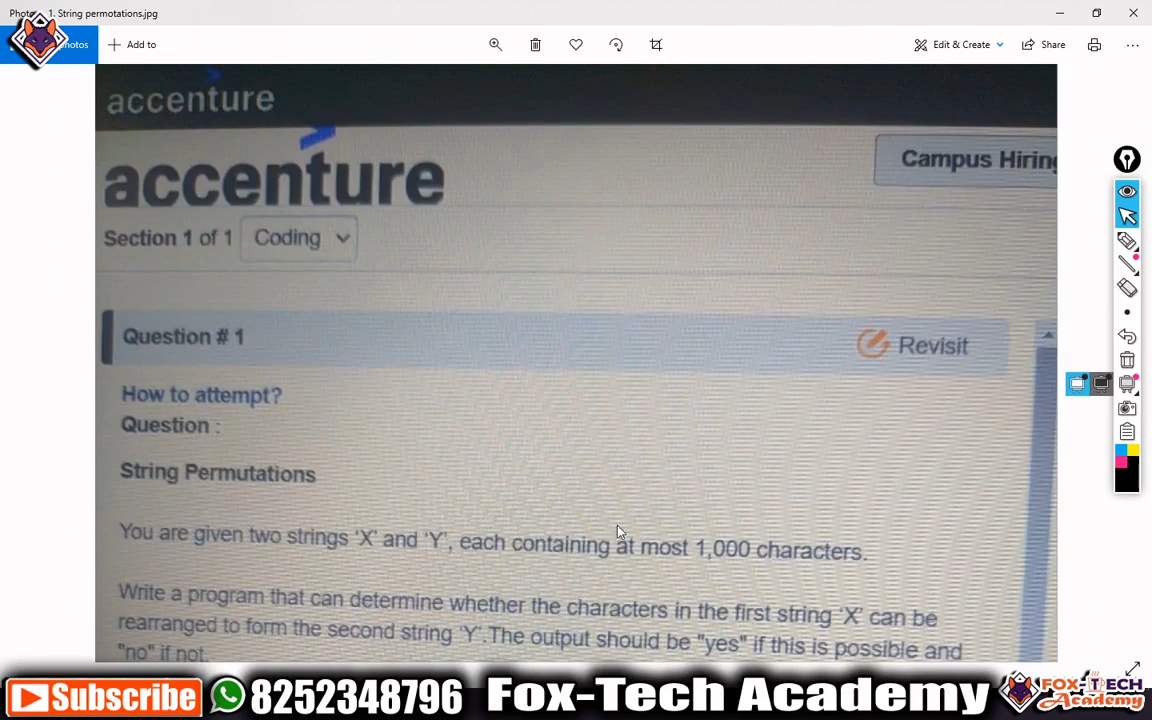 1. String permotations.jpg
Add to
Edit & Create
Share
accenture
accenture
Campus Hiring
Section 1 of 1 Coding
Question # 1
Revisit
How to attempt?
Question :
String Permutations
You are given two strings 'X' and 'Y', each containing at most 1,000 characters.
Write a program that can determine whether the characters in the first string 'X' can be
rearranged to form the second string 'Y'.The output should be "yes" if this is possible and
"no" if not.
Subscribe 8252348796 Fox-Tech Academy
FOX-TECH
ACADEMY